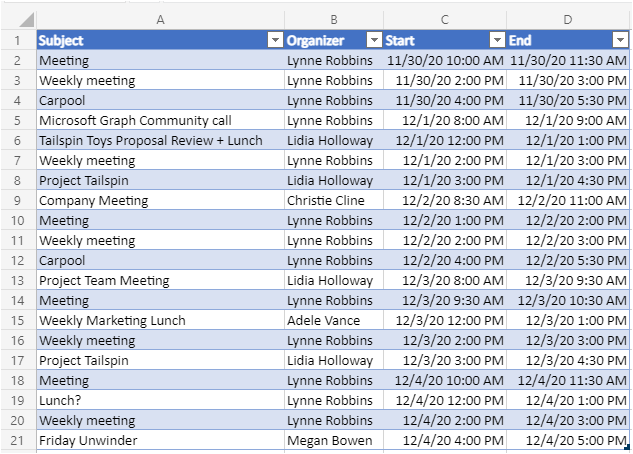 A B C D
1 Subject Organizer Start End
2 Meeting Lynne Robbins 11/30/20 10:00 AM 11/30/20 11:30 AM
3 Weekly meeting Lynne Robbins 11/30/20 2:00 PM 11/30/20 3:00 PM
4 Carpool Lynne Robbins 11/30/20 4:00 PM 11/30/20 5:30 PM
5 Microsoft Graph Community call Lynne Robbins 12/1/20 8:00 AM 12/1/20 9:00 AM
6 Tailspin Toys Proposal Review + Lunch Lidia Holloway 12/1/20 12:00 PM 12/1/20 1:00 PM
7 Weekly meeting Lynne Robbins 12/1/20 2:00 PM 12/1/20 3:00 PM
8 Project Tailspin Lidia Holloway 12/1/20 3:00 PM 12/1/20 4:30 PM
9 Company Meeting Christie Cline 12/2/20 8:30 AM 12/2/20 11:00 AM
10 Meeting Lynne Robbins 12/2/20 1:00 PM 12/2/20 2:00 PM
11 Weekly meeting Lynne Robbins 12/2/20 2:00 PM 12/2/20 3:00 PM
12 Carpool Lynne Robbins 12/2/20 4:00 PM 12/2/20 5:30 PM
13 Project Team Meeting Lidia Holloway 12/3/20 8:00 AM 12/3/20 9:30 AM
14 Meeting Lynne Robbins 12/3/20 9:30 AM 12/3/20 10:30 AM
15 Weekly Marketing Lunch Adele Vance 12/3/20 12:00 PM 12/3/20 1:00 PM
16 Weekly meeting Lynne Robbins 12/3/20 2:00 PM 12/3/20 3:00 PM
17 Project Tailspin Lidia Holloway 12/3/20 3:00 PM 12/3/20 4:30 PM
18 Meeting Lynne Robbins 12/4/20 10:00 AM 12/4/20 11:30 AM
19 Lunch? Lynne Robbins 12/4/20 12:00 PM 12/4/20 1:00 PM
20 Weekly meeting Lynne Robbins 12/4/20 2:00 PM 12/4/20 3:00 PM
21 Friday Unwinder Megan Bowen 12/4/20 4:00 PM 12/4/20 5:00 PM